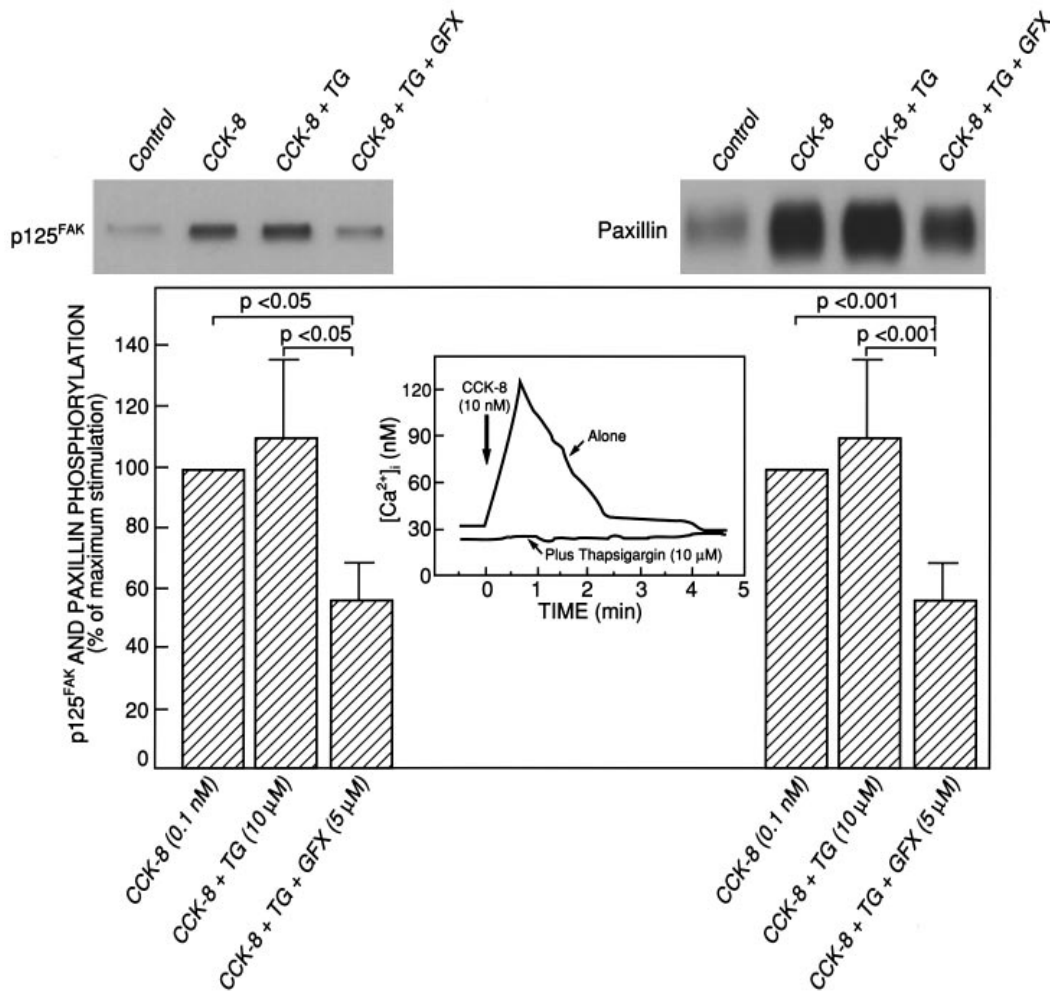 Control
CCK-8
CCK-8 + TG
CCK-8 + TG + GFX
p125FAK
Control
CCK-8
CCK-8 + TG
CCK-8 + TG + GFX
Paxillin
p125FAK AND PAXILLIN PHOSPHORYLATION
(% of maximum stimulation)
140
120
100
80
60
40
20
0
p <0.05
p <0.05
p <0.001
p <0.001
[Ca2+]i (nM)
120
90
60
30
0
CCK-8
(10 nM)
Alone
Plus Thapsigargin (10 µM)
0
1
2
3
4
5
TIME (min)
CCK-8 (0.1 nM)
CCK-8 + TG (10 µM)
CCK-8 + TG + GFX (5 µM)
CCK-8 (0.1 nM)
CCK-8 + TG (10 µM)
CCK-8 + TG + GFX (5 µM)